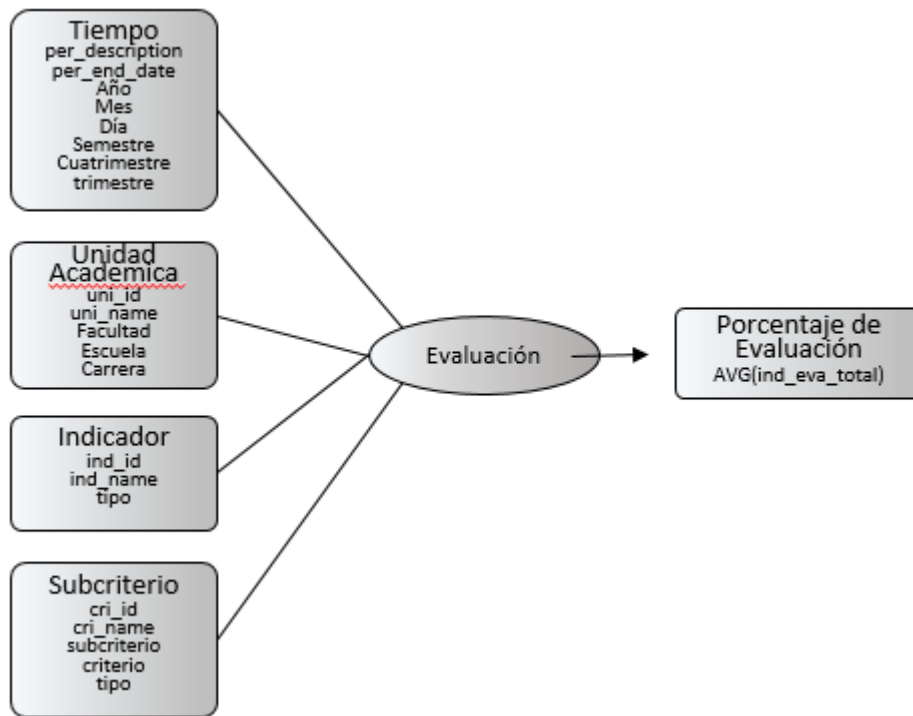 Tiempo
per_description
per_end_date
Año
Mes
Día
Semestre
Cuatrimestre
trimestre
Unidad
Academica
uni_id
uni_name
Facultad
Escuela
Carrera
Indicador
ind_id
ind_name
tipo
Subcriterio
cri_id
cri_name
subcriterio
criterio
tipo
Evaluación
Porcentaje de
Evaluación
AVG(ind_eva_total)